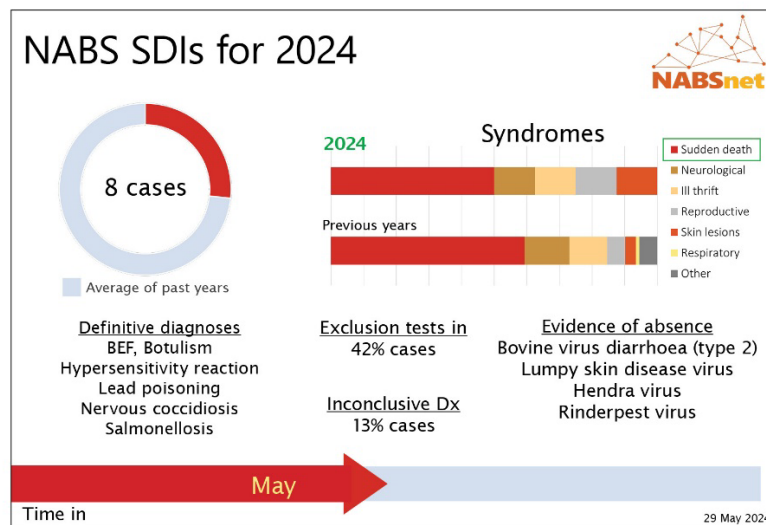 NABS SDIs for 2024
NABSnet
8 cases
Average of past years
Syndromes
2024
Previous years
Sudden death
Neurological
Ill thrift
Reproductive
Skin lesions
Respiratory
Other
Definitive diagnoses
BEF, Botulism
Hypersensitivity reaction
Lead poisoning
Nervous coccidiosis
Salmonellosis
Exclusion tests in
42% cases
Inconclusive Dx
13% cases
Evidence of absence
Bovine virus diarrhoea (type 2)
Lumpy skin disease virus
Hendra virus
Rinderpest virus
May
Time in
29 May 2024